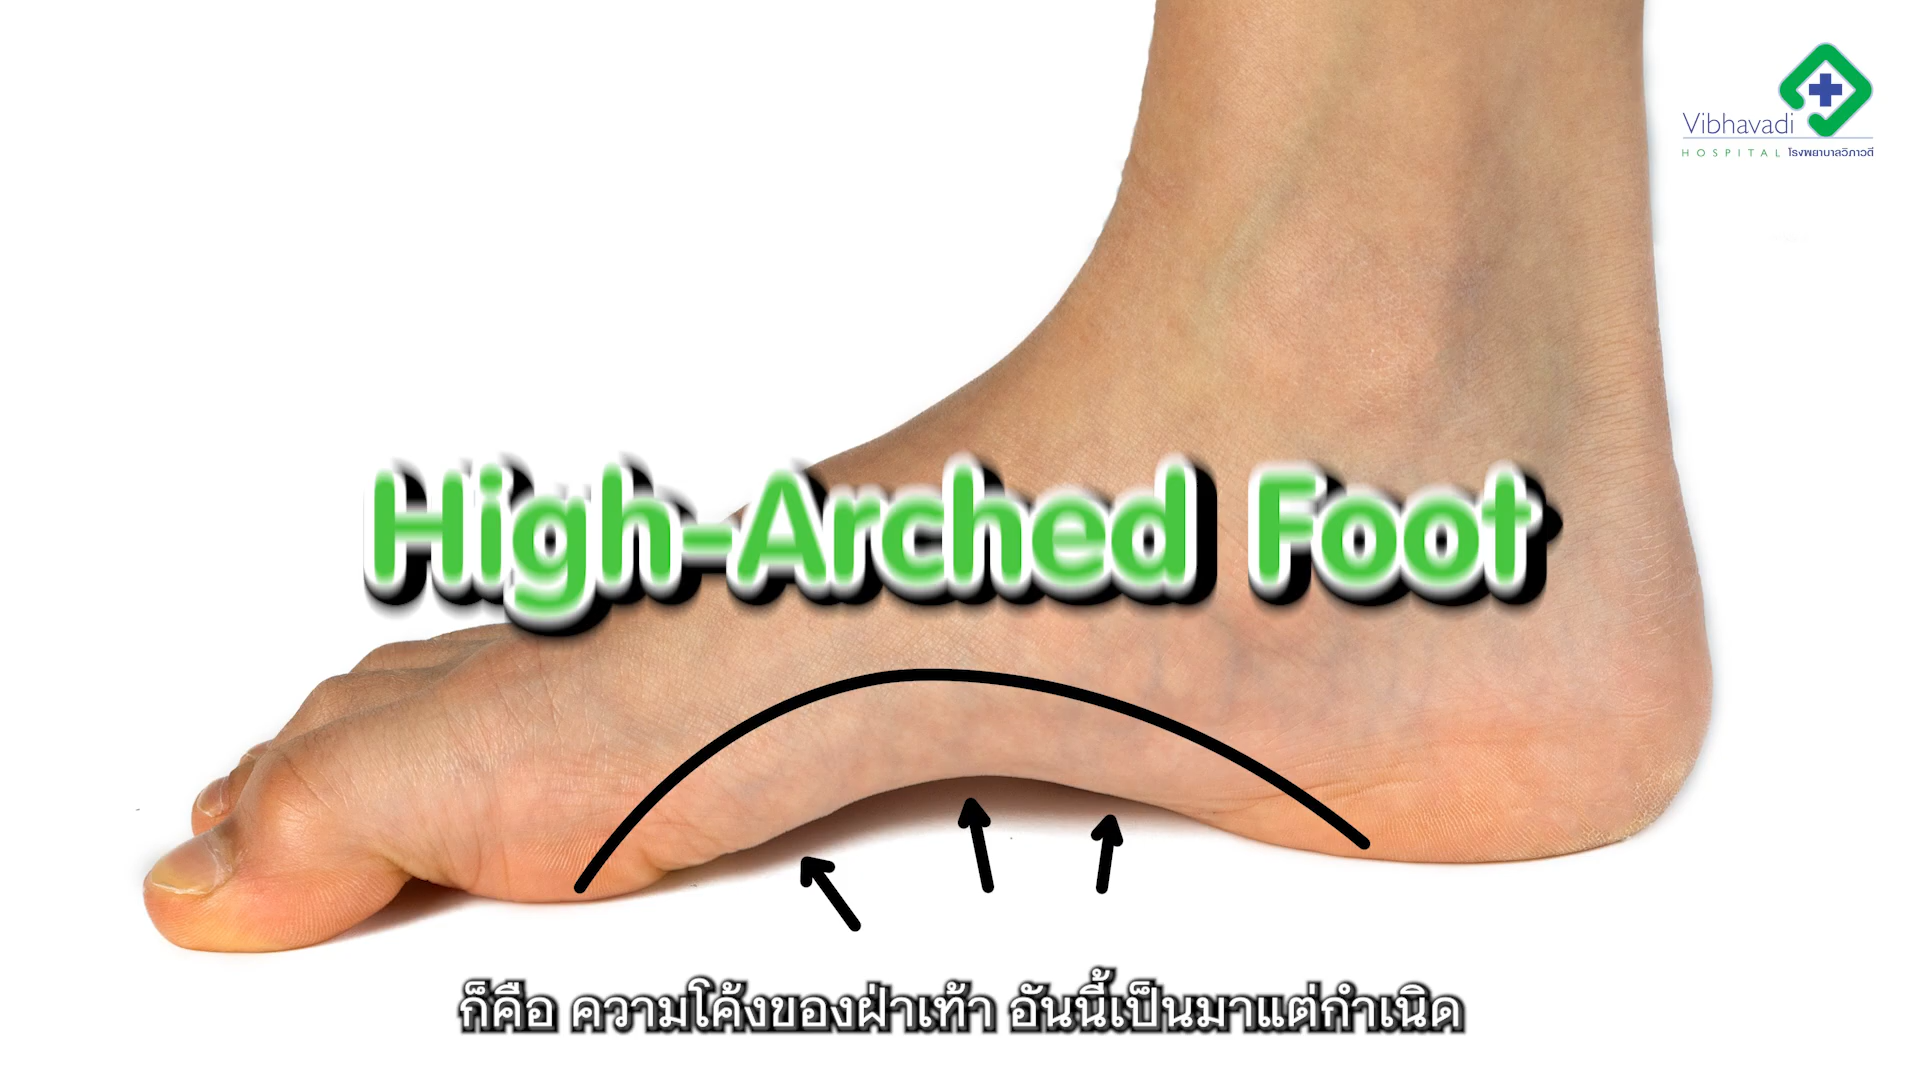 Vibhavadi
HOSPITAL โรงพยาบาลวิภาวดี
High-Arched Foot
ก็คือ ความโค้งของฝ่าเท้า อันนี้เป็นมาแต่กำเนิด